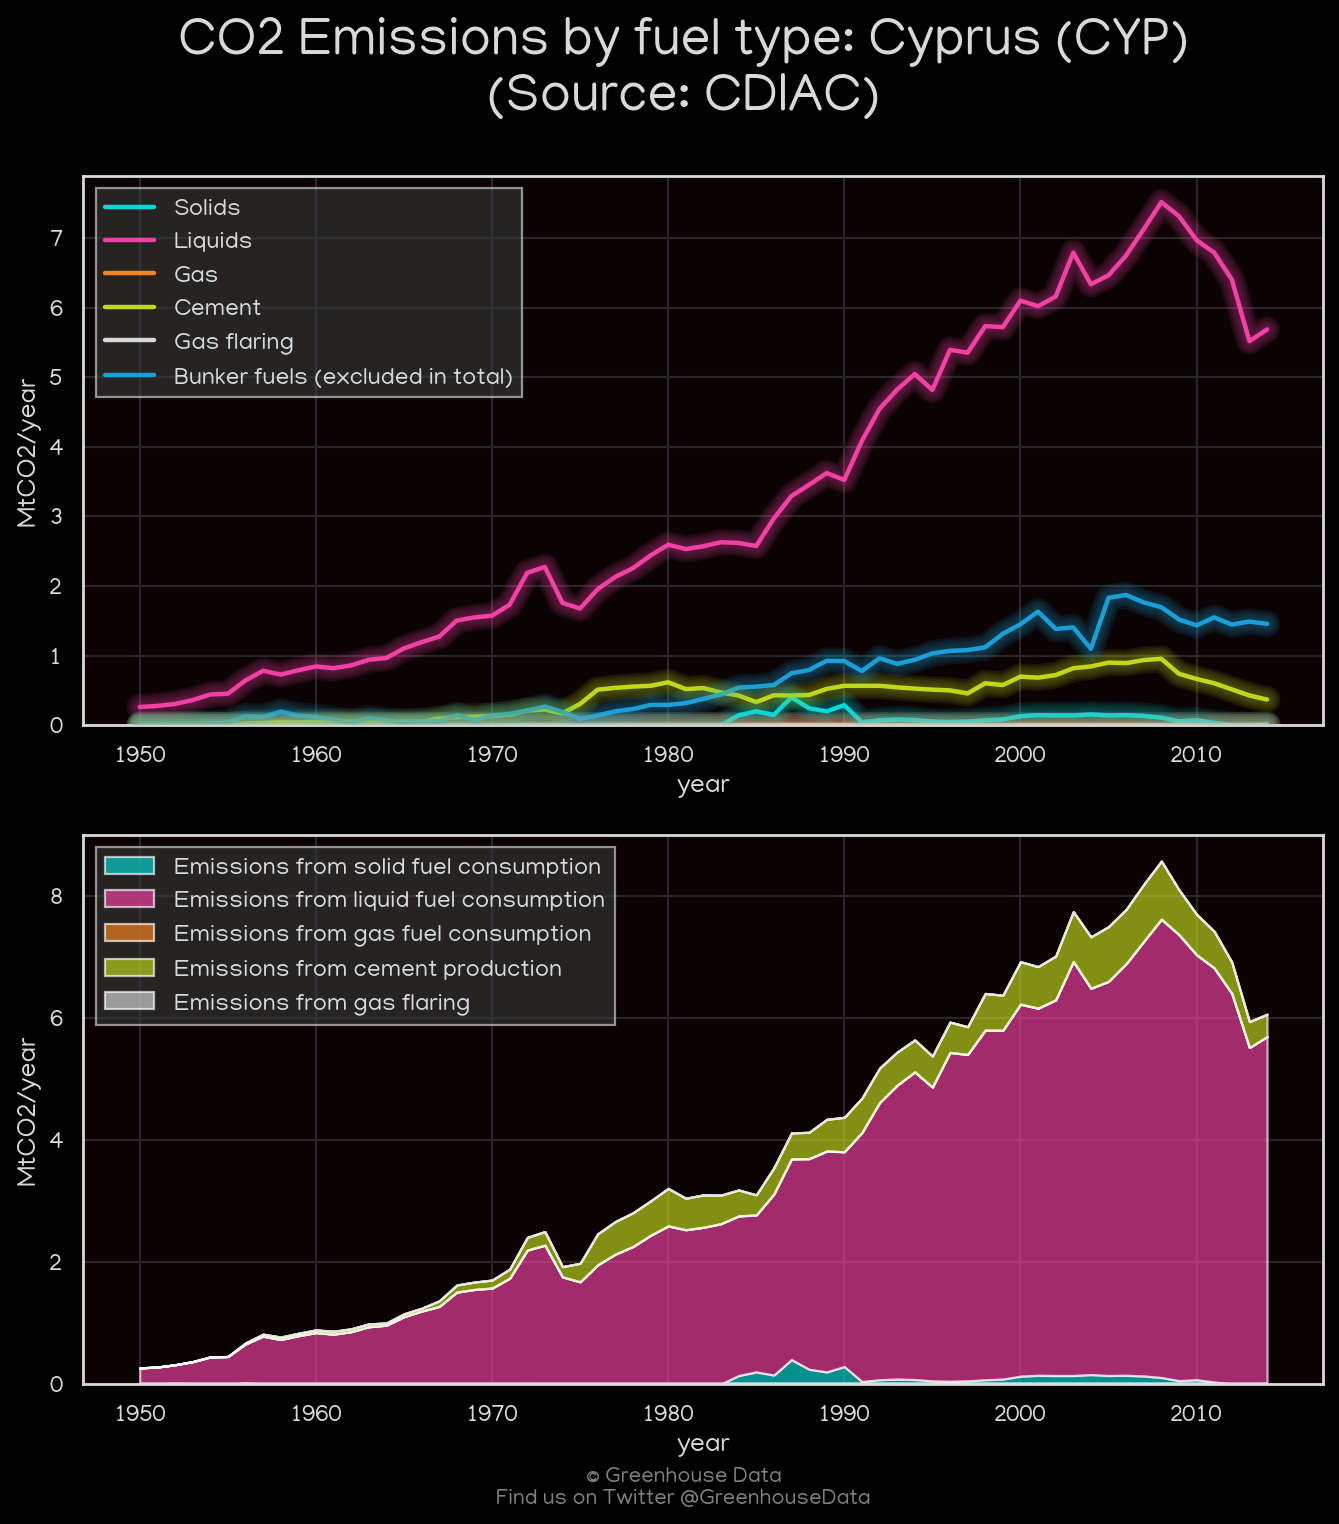 CO2 Emissions by fuel type: Cyprus (CYP)
(Source: CDIAC)
Solids
Liquids
Gas
Cement
Gas flaring
Bunker fuels (excluded in total)
MtCO2/year
7
6
5
4
3
2
1
0
1950 1960 1970 1980 1990 2000 2010
year
Emissions from solid fuel consumption
Emissions from liquid fuel consumption
Emissions from gas fuel consumption
Emissions from cement production
Emissions from gas flaring
MtCO2/year
8
6
4
2
0
1950 1960 1970 1980 1990 2000 2010
year
© Greenhouse Data
Find us on Twitter @GreenhouseData